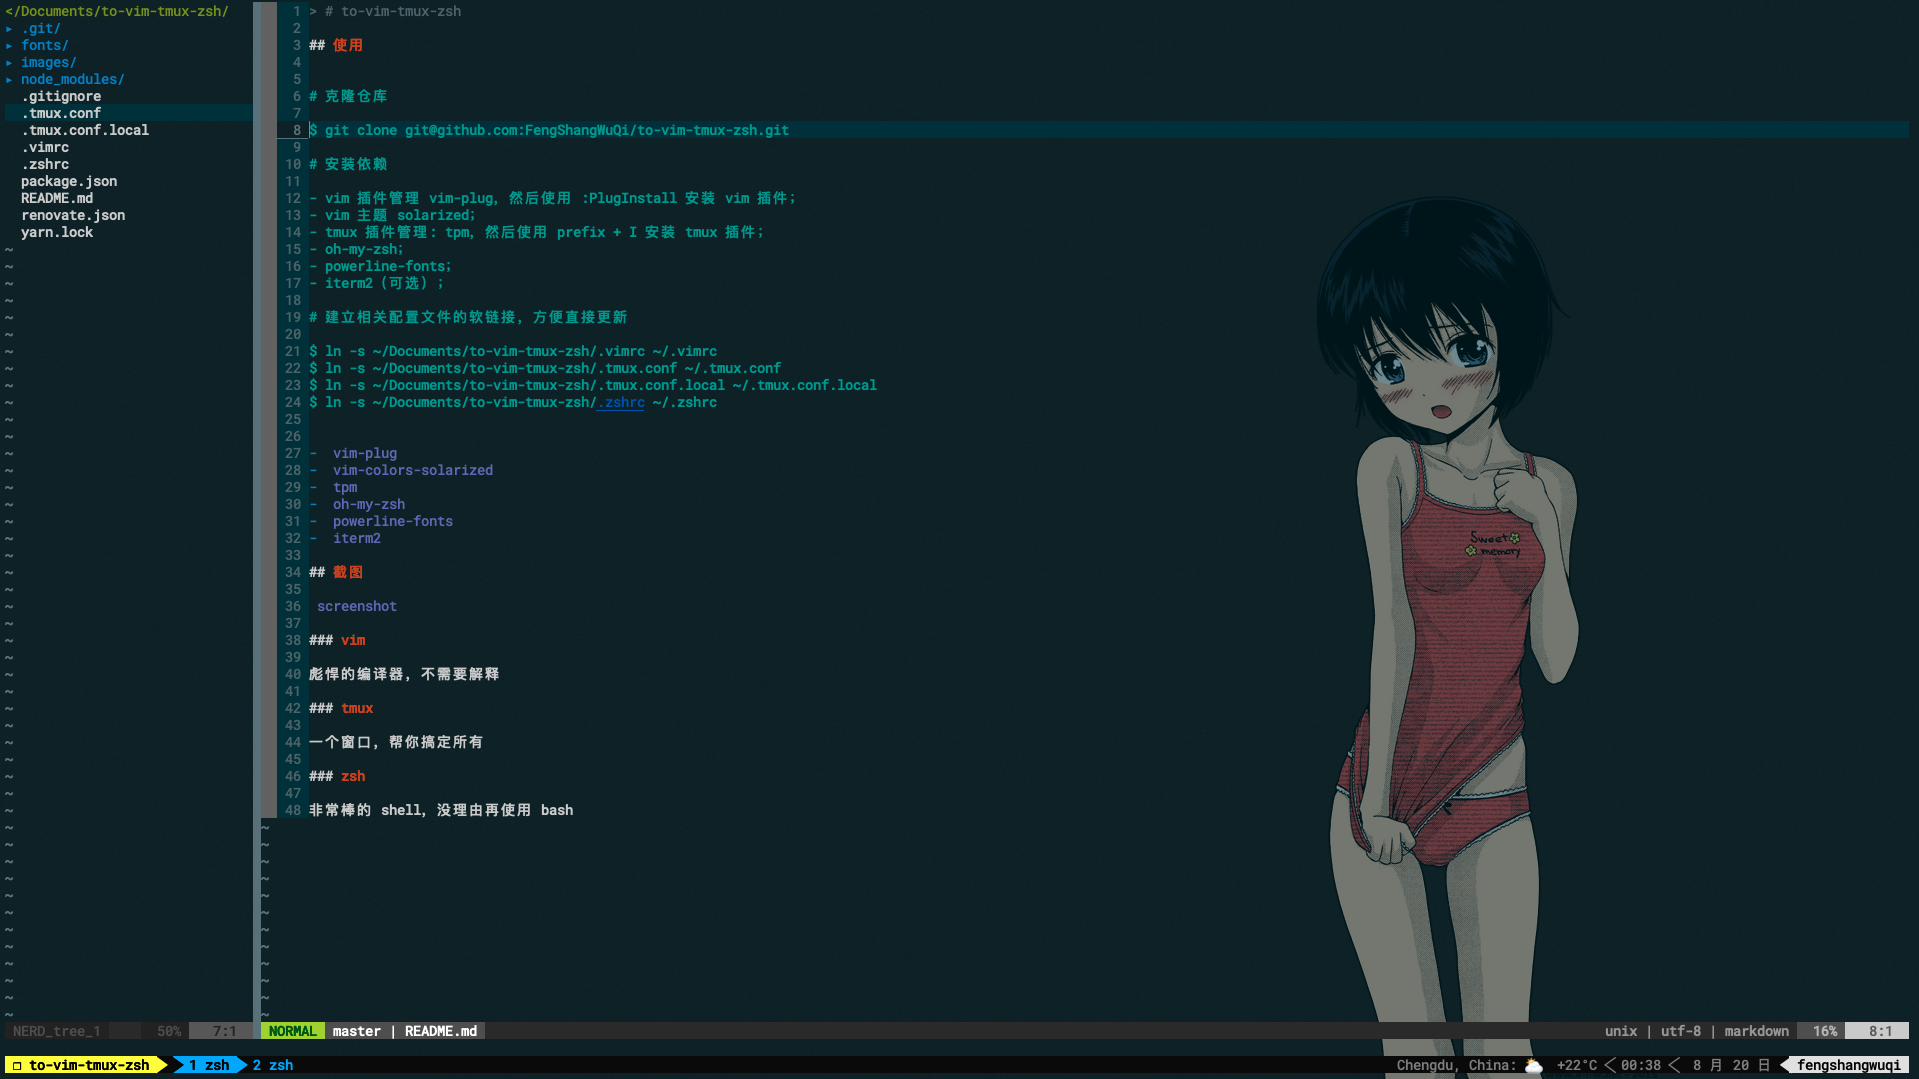 </Documents/to-vim-tmux-zsh/
▸ .git/
▸ fonts/
▸ images/
▸ node_modules/
.gitignore
.tmux.conf
.tmux.conf.local
.vimrc
.zshrc
package.json
README.md
renovate.json
yarn.lock
1 > # to-vim-tmux-zsh
2
3 ## 使用
4
5
6 # 克隆仓库
7
8 $ git clone git@github.com:FengShangWuQi/to-vim-tmux-zsh.git
9
10 # 安装依赖
11
12 - vim 插件管理 vim-plug，然后使用 :PlugInstall 安装 vim 插件；
13 - vim 主题 solarized；
14 - tmux 插件管理：tpm，然后使用 prefix + I 安装 tmux 插件；
15 - oh-my-zsh；
16 - powerline-fonts；
17 - iterm2（可选）；
18
19 # 建立相关配置文件的软链接，方便直接更新
20
21 $ ln -s ~/Documents/to-vim-tmux-zsh/.vimrc ~/.vimrc
22 $ ln -s ~/Documents/to-vim-tmux-zsh/.tmux.conf ~/.tmux.conf
23 $ ln -s ~/Documents/to-vim-tmux-zsh/.tmux.conf.local ~/.tmux.conf.local
24 $ ln -s ~/Documents/to-vim-tmux-zsh/.zshrc ~/.zshrc
25
26
27 - vim-plug
28 - vim-colors-solarized
29 - tpm
30 - oh-my-zsh
31 - powerline-fonts
32 - iterm2
33
34 ## 截图
35
36 screenshot
37
38 ### vim
39
40 彪悍的编译器，不需要解释
41
42 ### tmux
43
44 一个窗口，帮你搞定所有
45
46 ### zsh
47
48 非常棒的 shell，没理由再使用 bash
Sweet
memory
NERD_tree_1 50% 7:1 NORMAL master | README.md unix | utf-8 | markdown 16% 8:1
□ to-vim-tmux-zsh 1 zsh 2 zsh Chengdu, China: +22°C 00:38 8 月 20 日 fengshangwuqi